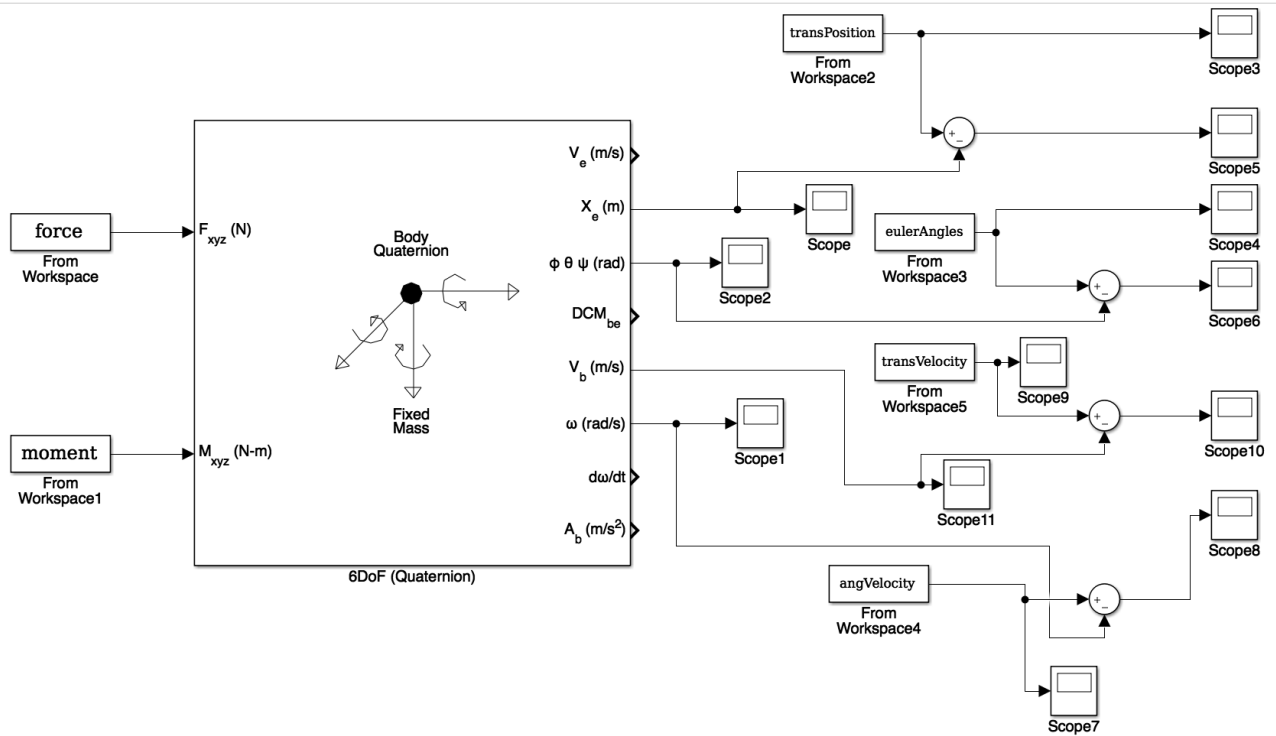 transPosition
From
Workspace2
Scope3
+
−
Scope5
V_e (m/s)
X_e (m)
Scope
eulerAngles
From
Workspace3
Scope4
force
From
Workspace
F_xyz (N)
Body
Quaternion
ϕ θ ψ (rad)
Scope2
+
−
Scope6
DCM_be
V_b (m/s)
transVelocity
From
Workspace5
Scope9
+
−
Scope10
Fixed
Mass
ω (rad/s)
Scope1
moment
From
Workspace1
M_xyz (N-m)
dω/dt
Scope11
A_b (m/s²)
Scope8
6DoF (Quaternion)
angVelocity
From
Workspace4
+
−
Scope7